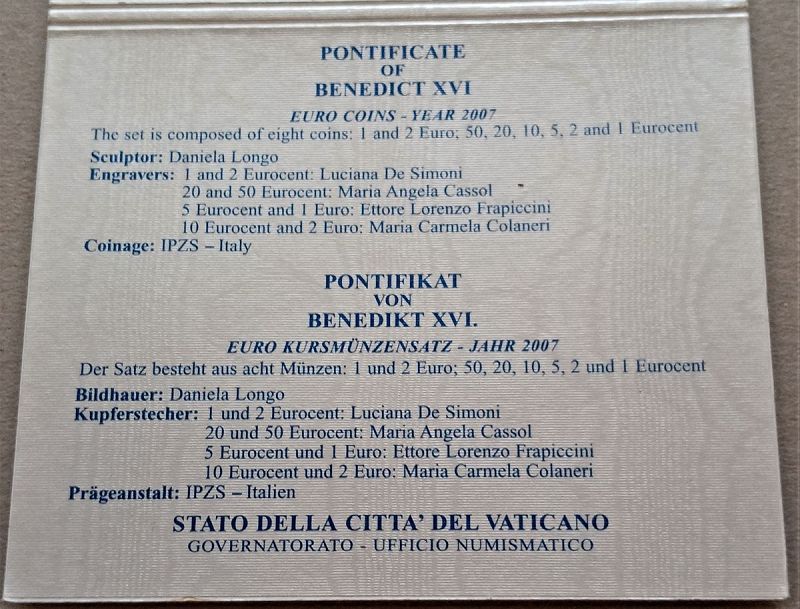 PONTIFICATE
OF
BENEDICT XVI
EURO COINS - YEAR 2007
The set is composed of eight coins: 1 and 2 Euro; 50, 20, 10, 5, 2 and 1 Eurocent
Sculptor: Daniela Longo
Engravers: 1 and 2 Eurocent: Luciana De Simoni
20 and 50 Eurocent: Maria Angela Cassol
5 Eurocent and 1 Euro: Ettore Lorenzo Frapiccini
10 Eurocent and 2 Euro: Maria Carmela Colaneri
Coinage: IPZS – Italy
PONTIFIKAT
VON
BENEDIKT XVI.
EURO KURSMÜNZENSATZ - JAHR 2007
Der Satz besteht aus acht Münzen: 1 und 2 Euro; 50, 20, 10, 5, 2 und 1 Eurocent
Bildhauer: Daniela Longo
Kupferstecher: 1 und 2 Eurocent: Luciana De Simoni
20 und 50 Eurocent: Maria Angela Cassol
5 Eurocent und 1 Euro: Ettore Lorenzo Frapiccini
10 Eurocent und 2 Euro: Maria Carmela Colaneri
Prägeanstalt: IPZS – Italien
STATO DELLA CITTA' DEL VATICANO
GOVERNATORATO - UFFICIO NUMISMATICO